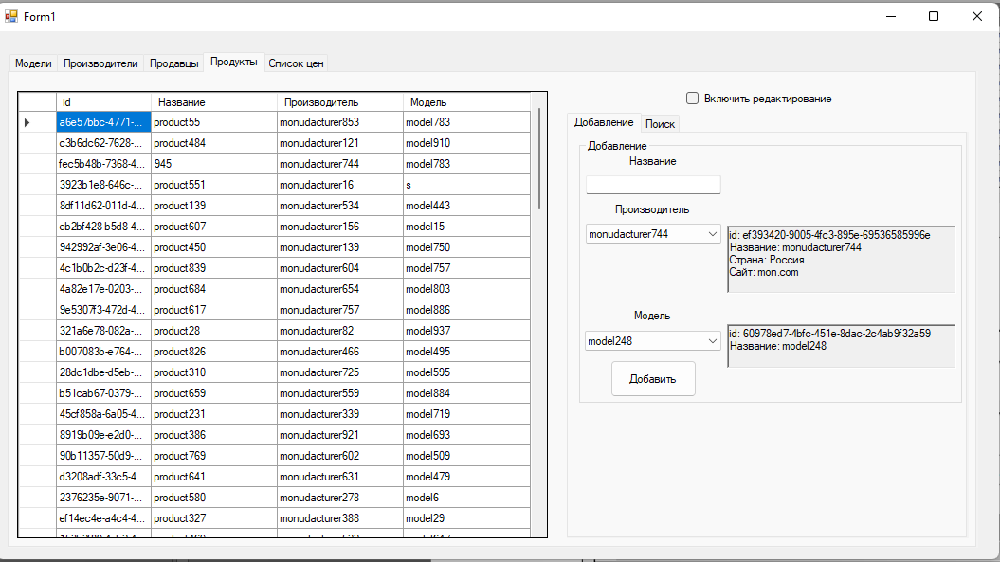 Form1
Модели Производители Продавцы Продукты Список цен
id Название Производитель Модель
a6e57bbc-4771-... product55 monudacturer853 model783
c3b6dc62-7628-... product484 monudacturer121 model910
fec5b48b-7368-4... 945 monudacturer744 model783
3923b1e8-646c-... product551 monudacturer16 s
8df11d62-011d-4... product139 monudacturer534 model443
eb2bf428-b5d8-4... product607 monudacturer156 model15
942992af-3e06-4... product450 monudacturer139 model750
4c1b0b2c-d23f-4... product839 monudacturer604 model757
4a82e17e-0203-... product684 monudacturer654 model803
9e5307f3-472d-4... product617 monudacturer757 model886
321a6e78-082a-... product28 monudacturer82 model937
b007083b-e764-... product826 monudacturer466 model495
28dc1dbe-d5eb-... product310 monudacturer725 model595
b51cab67-0379-... product659 monudacturer559 model884
45cf858a-6a05-4... product231 monudacturer339 model719
8919b09e-e2d0-... product386 monudacturer921 model693
90b11357-50d9-... product769 monudacturer602 model509
d3208adf-33c5-4... product641 monudacturer631 model479
2376235e-9071-... product580 monudacturer278 model6
ef14ec4e-a4c4-4... product327 monudacturer388 model29
Включить редактирование
Добавление Поиск
Добавление
Название
Производитель
monudacturer744
id: ef393420-9005-4fc3-895e-69536585996e
Название: monudacturer744
Страна: Россия
Сайт: mon.com
Модель
model248
id: 60978ed7-4bfc-451e-8dac-2c4ab9f32a59
Название: model248
Добавить